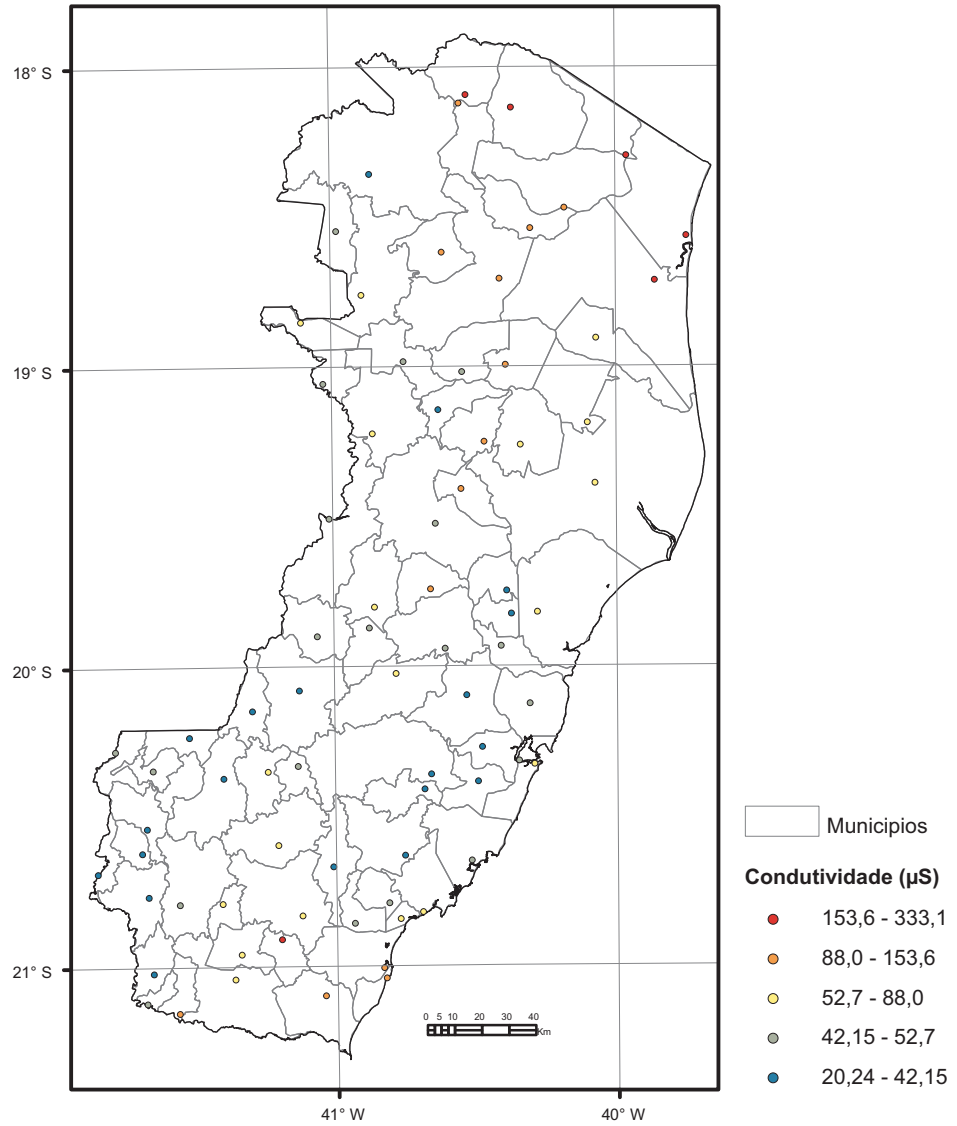 18° S
19° S
20° S
21° S
41° W
40° W
0 5 10 20 30 40
Km
Municipios
Condutividade (µS)
153,6 - 333,1
88,0 - 153,6
52,7 - 88,0
42,15 - 52,7
20,24 - 42,15